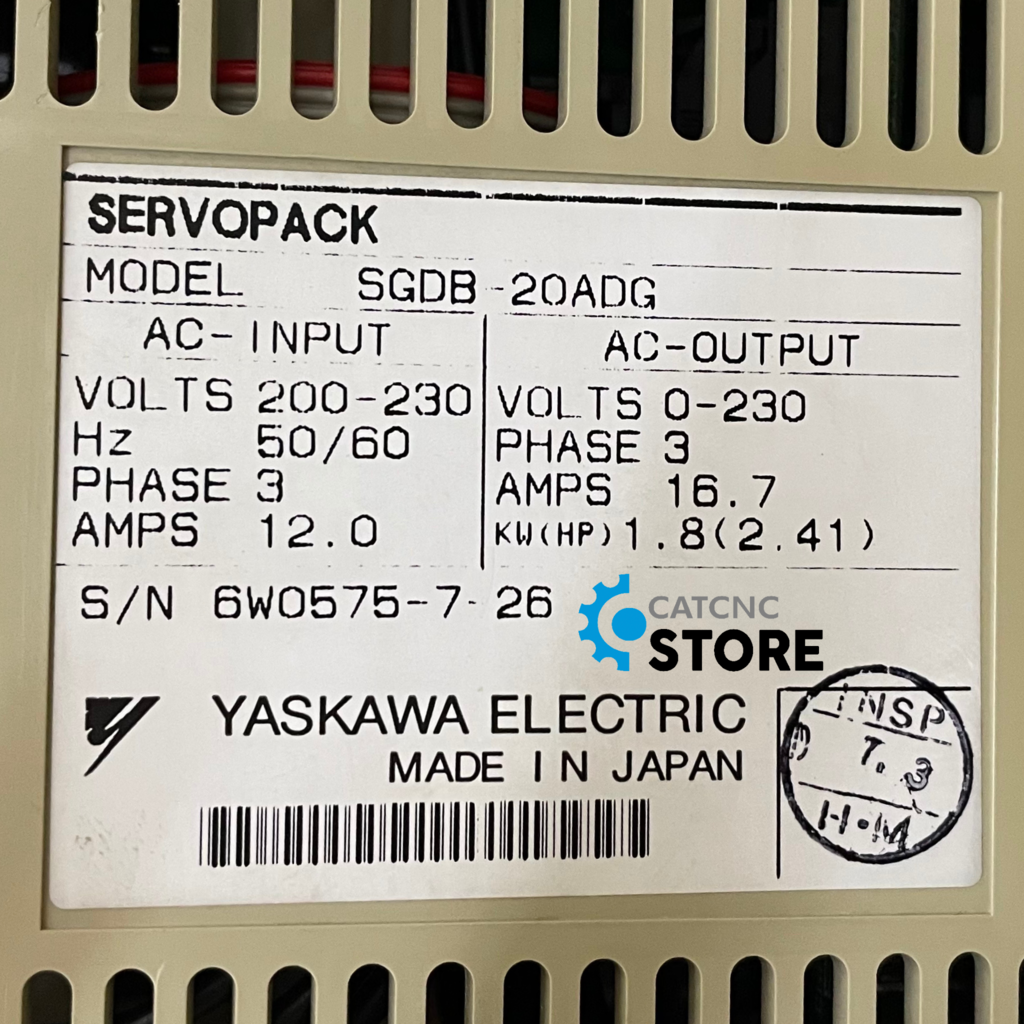 SERVOPACK
MODEL SGDB-20ADG
AC-INPUT AC-OUTPUT
VOLTS 200-230 VOLTS 0-230
Hz 50/60 PHASE 3
PHASE 3 AMPS 16.7
AMPS 12.0 KW(HP) 1.8(2.41)
S/N 6W0575-7-26
CATCNC
STORE
YASKAWA ELECTRIC
MADE IN JAPAN
INSP
7.3
H.M